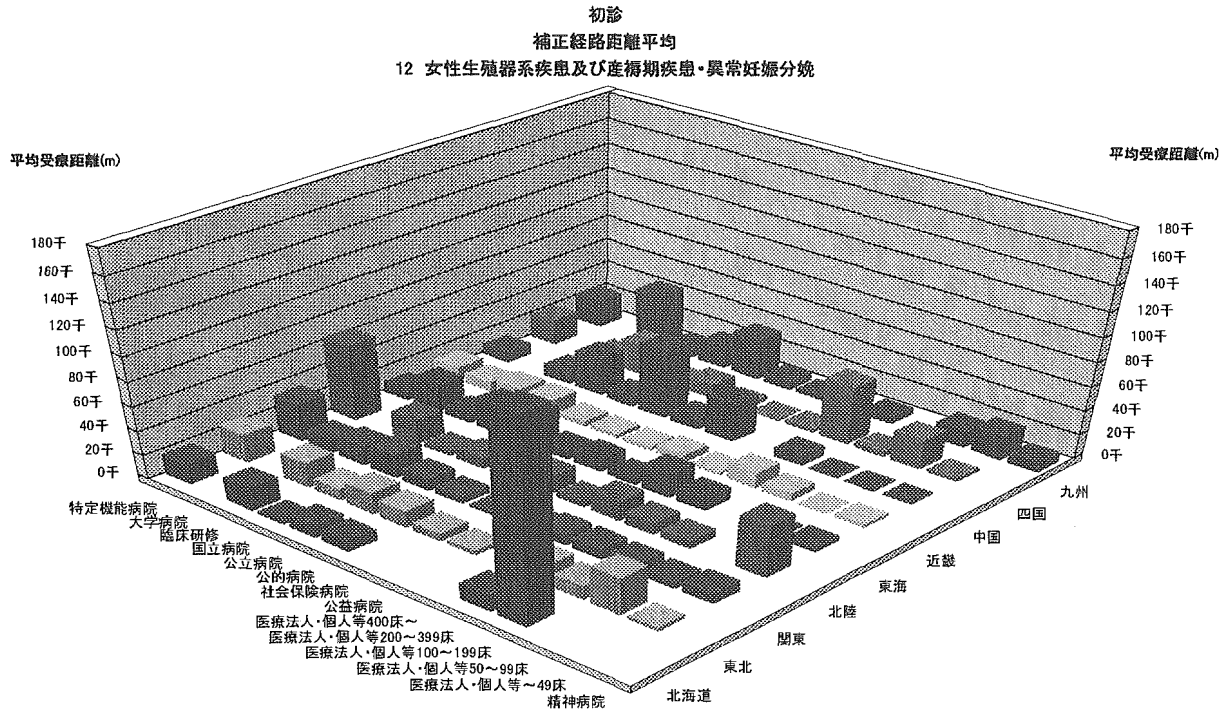 初診
補正経路距離平均
12 女性生殖器系疾患及び産褥期疾患・異常妊娠分娩
平均受療距離(m)
平均受療距離(m)
180千
160千
140千
120千
100千
80千
60千
40千
20千
0千
180千
160千
140千
120千
100千
80千
60千
40千
20千
0千
特定機能病院
大学病院
臨床研修
国立病院
公立病院
公的病院
社会保険病院
公益病院
医療法人・個人等400床～
医療法人・個人等200～399床
医療法人・個人等100～199床
医療法人・個人等50～99床
医療法人・個人等～49床
精神病院
北海道
東北
関東
北陸
東海
近畿
中国
四国
九州